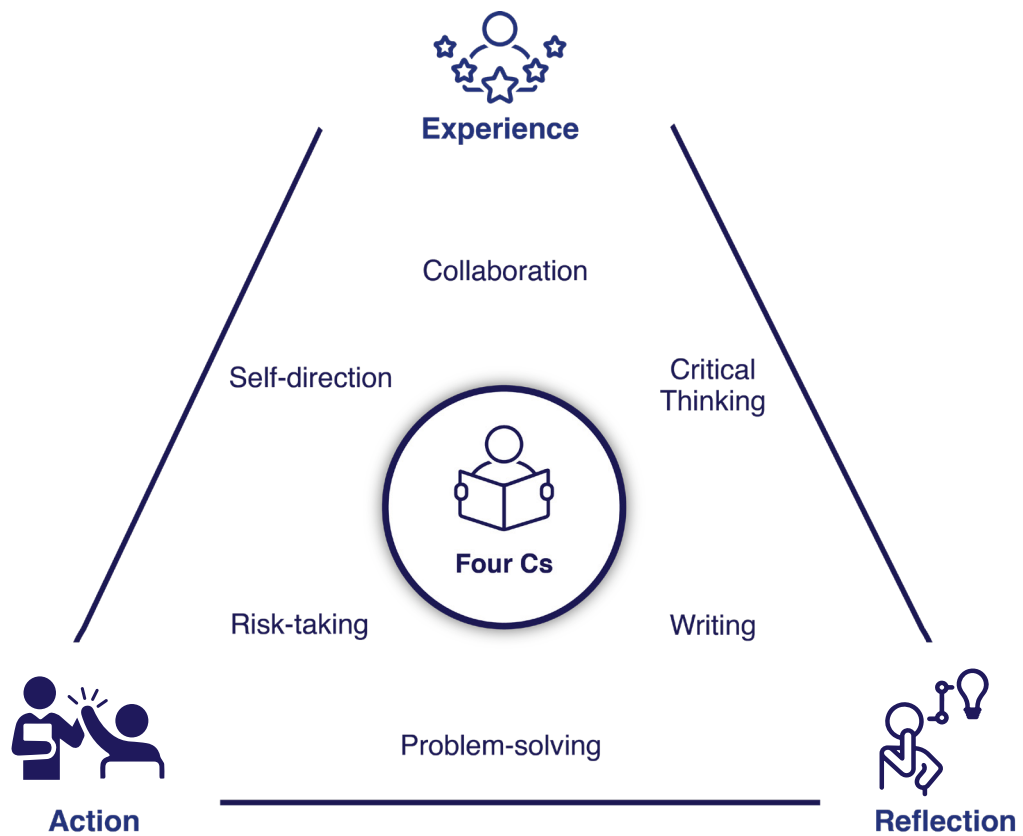 Experience
Collaboration
Self-direction
Critical
Thinking
Four Cs
Risk-taking
Writing
Problem-solving
Action
Reflection